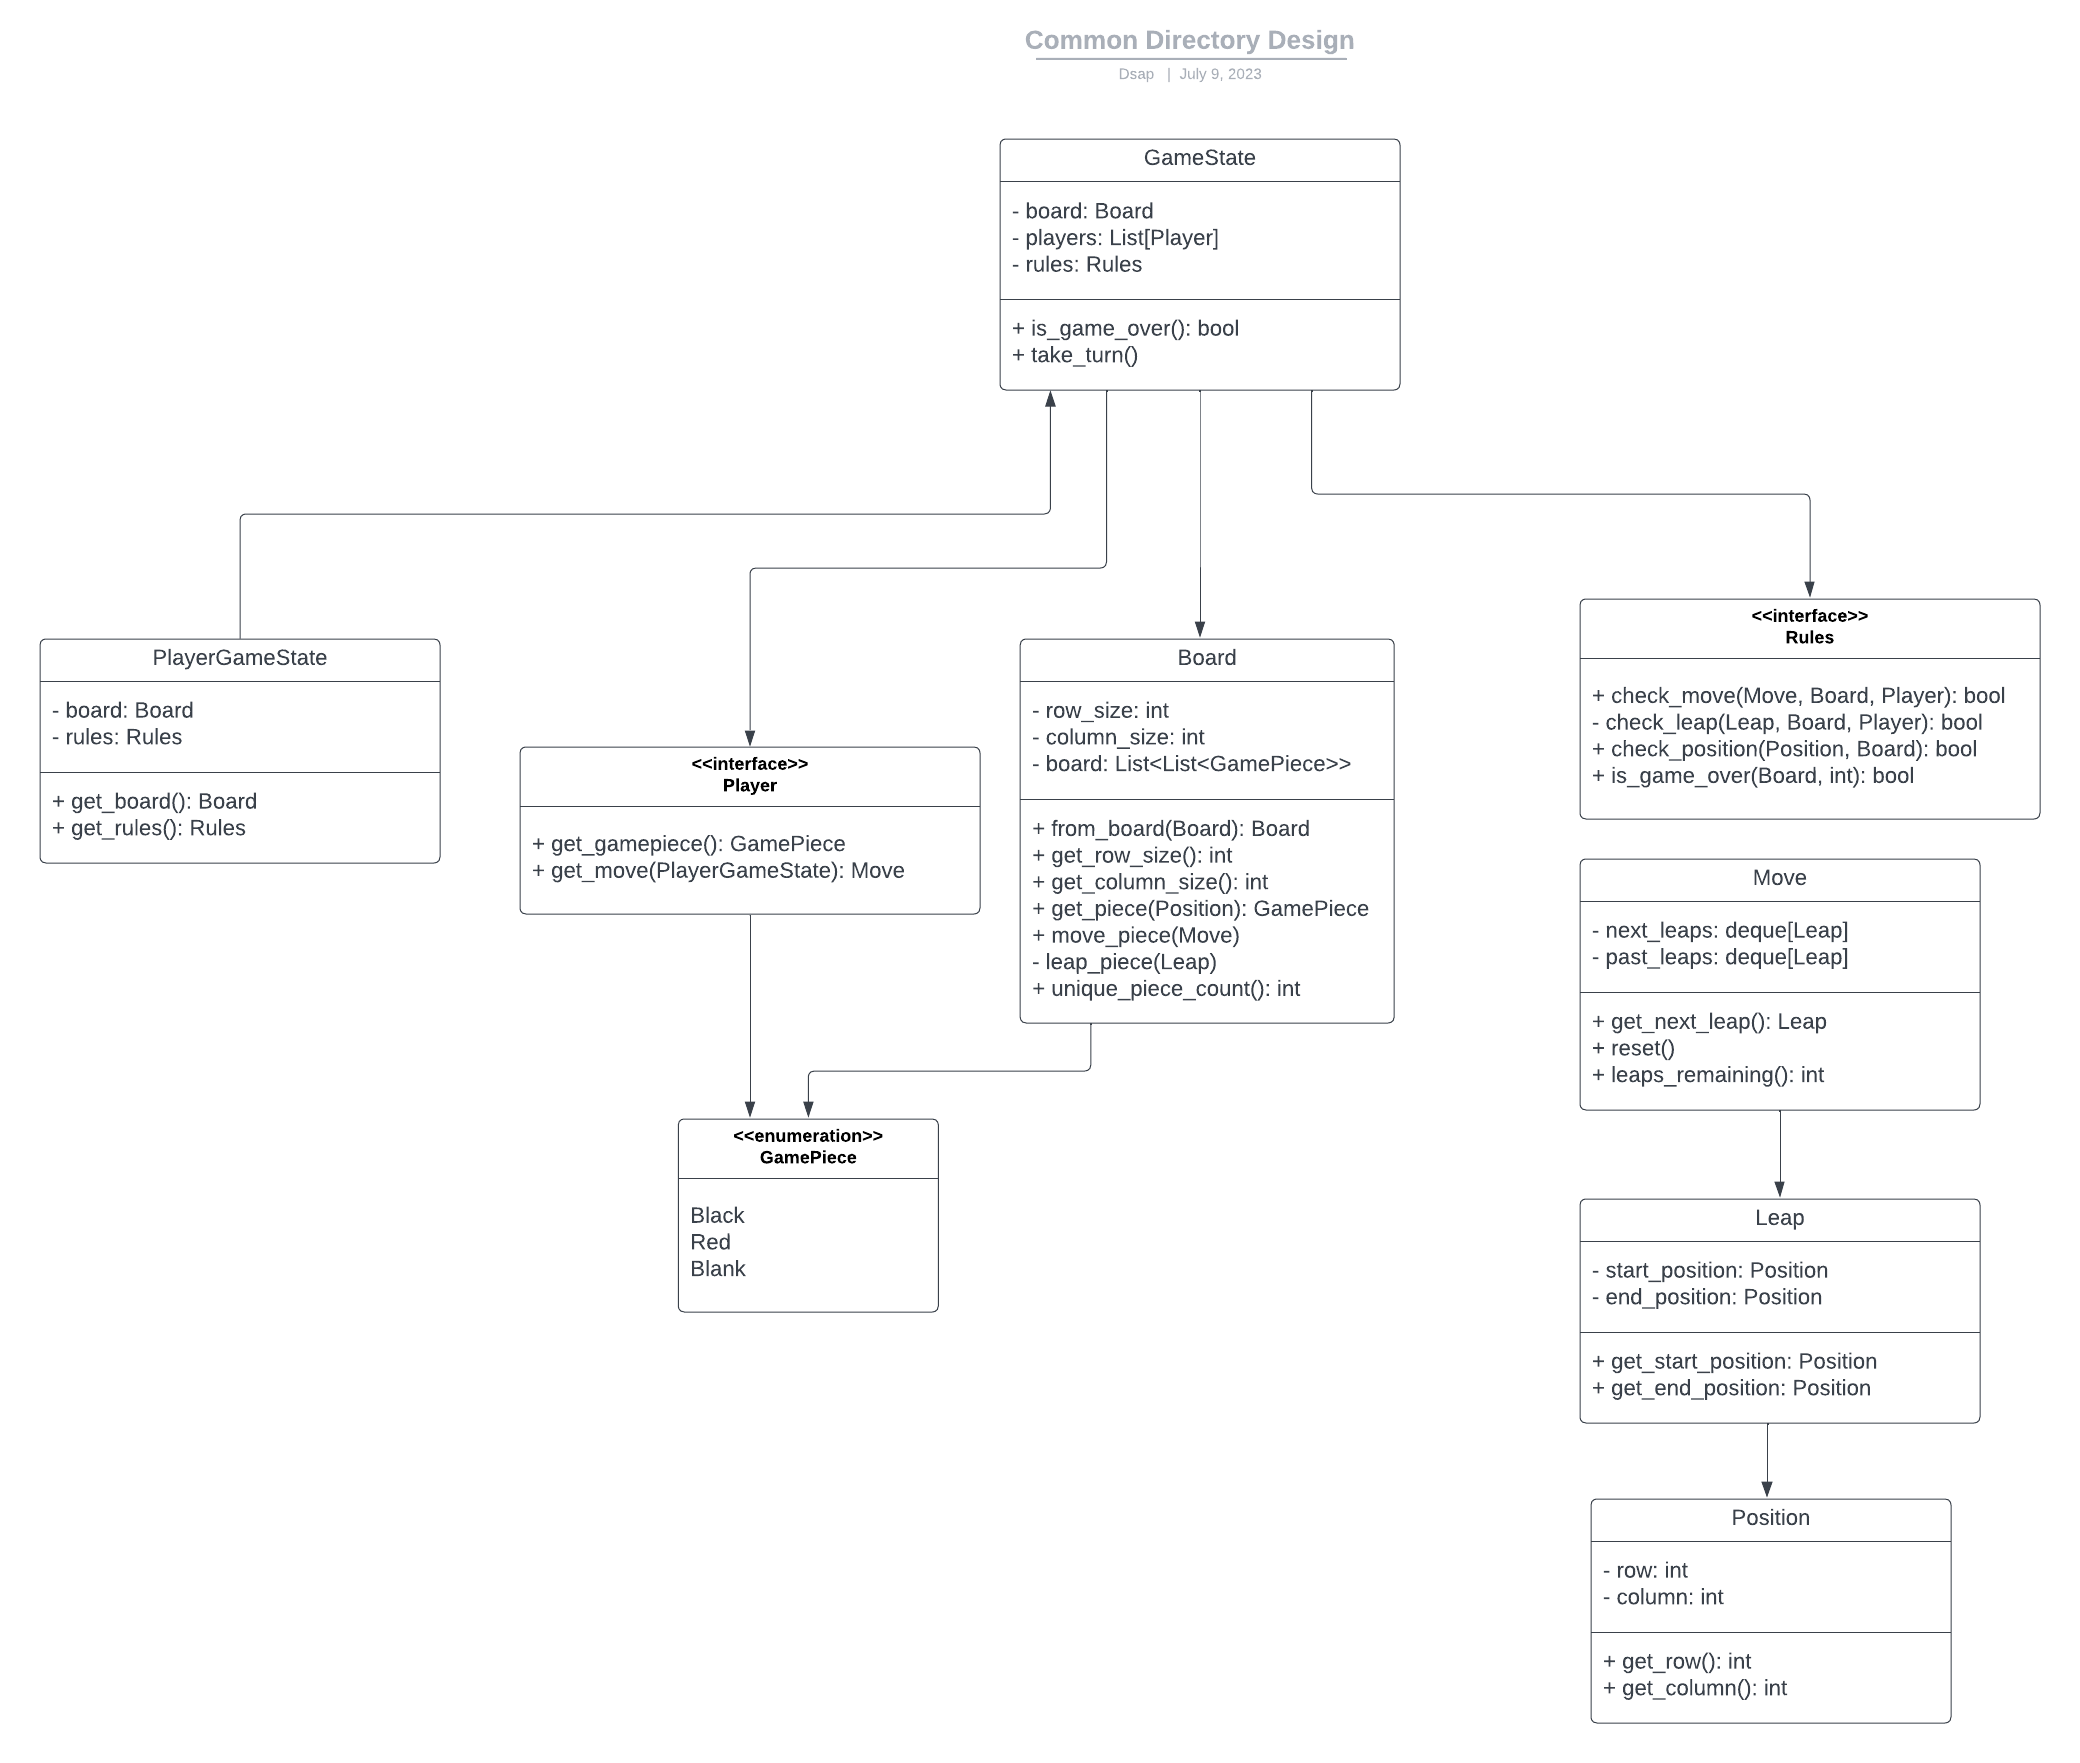 Common Directory Design
Dsap | July 9, 2023
GameState
- board: Board
- players: List[Player]
- rules: Rules
+ is_game_over(): bool
+ take_turn()
PlayerGameState
- board: Board
- rules: Rules
+ get_board(): Board
+ get_rules(): Rules
<<interface>>
Player
+ get_gamepiece(): GamePiece
+ get_move(PlayerGameState): Move
Board
- row_size: int
- column_size: int
- board: List<List<GamePiece>>
+ from_board(Board): Board
+ get_row_size(): int
+ get_column_size(): int
+ get_piece(Position): GamePiece
+ move_piece(Move)
- leap_piece(Leap)
+ unique_piece_count(): int
<<interface>>
Rules
+ check_move(Move, Board, Player): bool
- check_leap(Leap, Board, Player): bool
+ check_position(Position, Board): bool
+ is_game_over(Board, int): bool
Move
- next_leaps: deque[Leap]
- past_leaps: deque[Leap]
+ get_next_leap(): Leap
+ reset()
+ leaps_remaining(): int
<<enumeration>>
GamePiece
Black
Red
Blank
Leap
- start_position: Position
- end_position: Position
+ get_start_position: Position
+ get_end_position: Position
Position
- row: int
- column: int
+ get_row(): int
+ get_column(): int